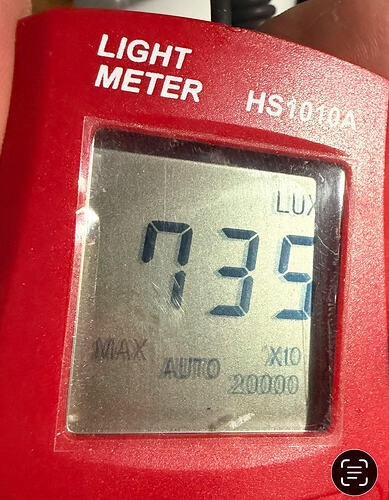 LIGHT
METER
HS1010A
LUX
735
MAX
AUTO
X10
20000